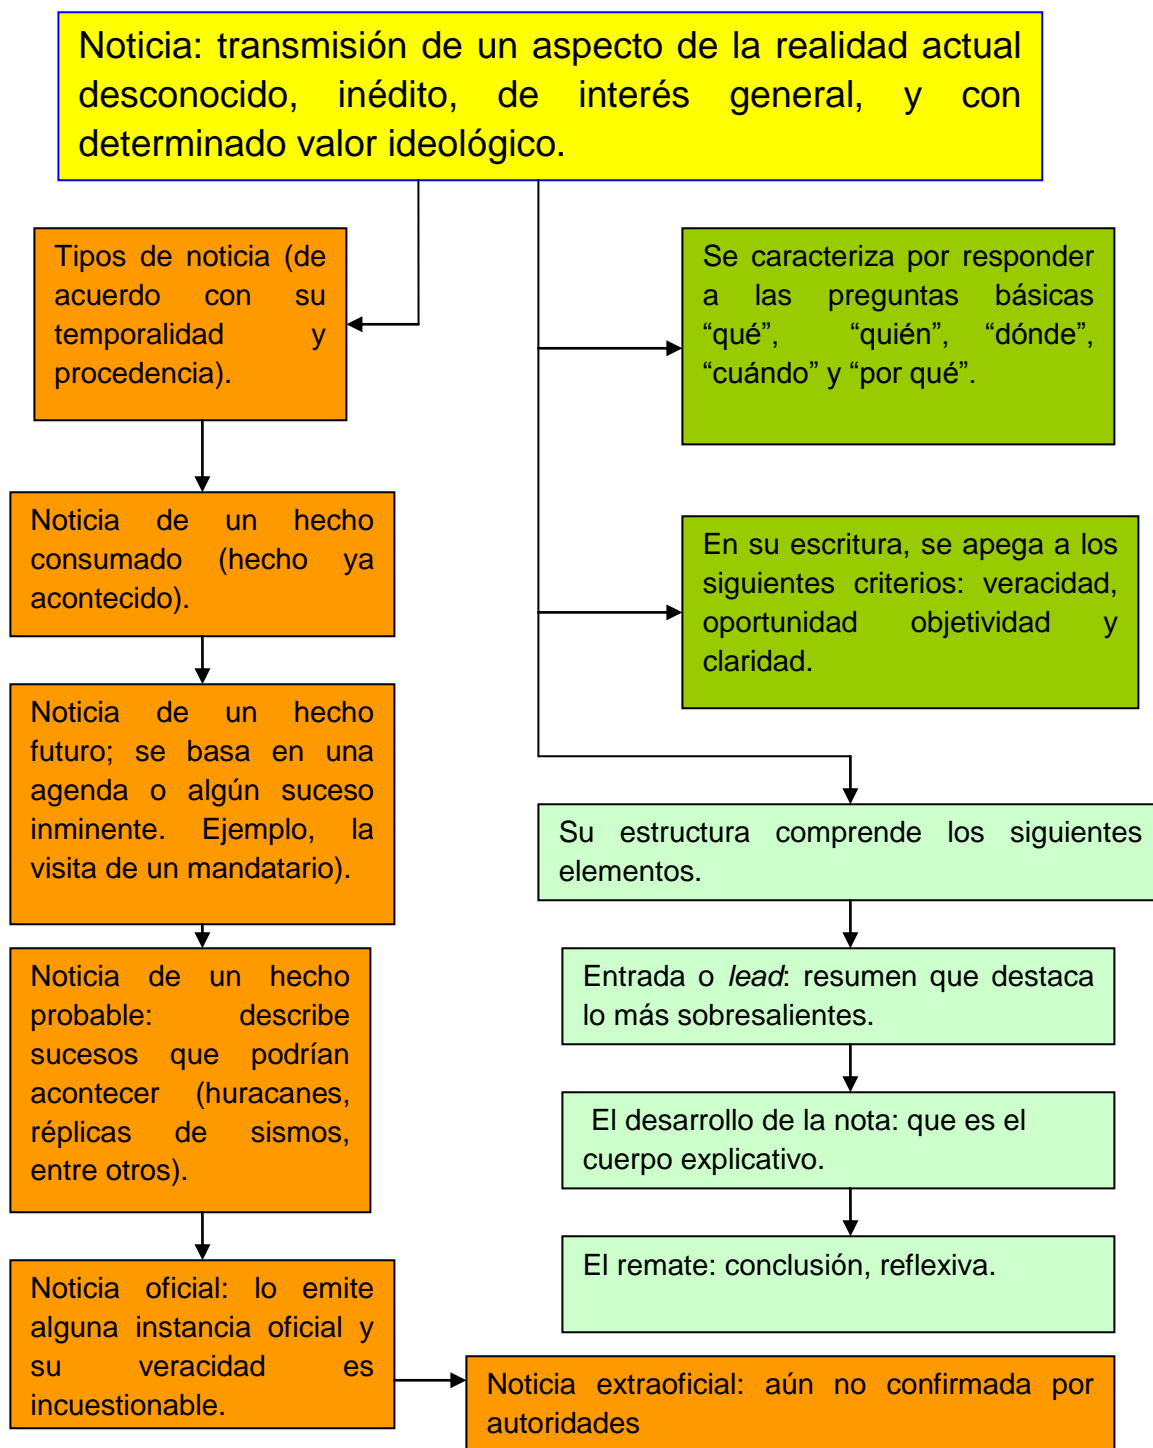 Noticia: transmisión de un aspecto de la realidad actual
desconocido, inédito, de interés general, y con
determinado valor ideológico.
Tipos de noticia (de
acuerdo con su
temporalidad y
procedencia).
Noticia de un hecho
consumado (hecho ya
acontecido).
Noticia de un hecho
futuro; se basa en una
agenda o algún suceso
inminente. Ejemplo, la
visita de un mandatario).
Noticia de un hecho
probable: describe
sucesos que podrían
acontecer (huracanes,
réplicas de sismos,
entre otros).
Noticia oficial: lo emite
alguna instancia oficial y
su veracidad es
incuestionable.
Noticia extraoficial: aún no confirmada por
autoridades
Se caracteriza por responder
a las preguntas básicas
“qué”, “quién”, “dónde”,
“cuándo” y “por qué”.
En su escritura, se apega a los
siguientes criterios: veracidad,
oportunidad objetividad y
claridad.
Su estructura comprende los siguientes
elementos.
Entrada o lead: resumen que destaca
lo más sobresalientes.
El desarrollo de la nota: que es el
cuerpo explicativo.
El remate: conclusión, reflexiva.